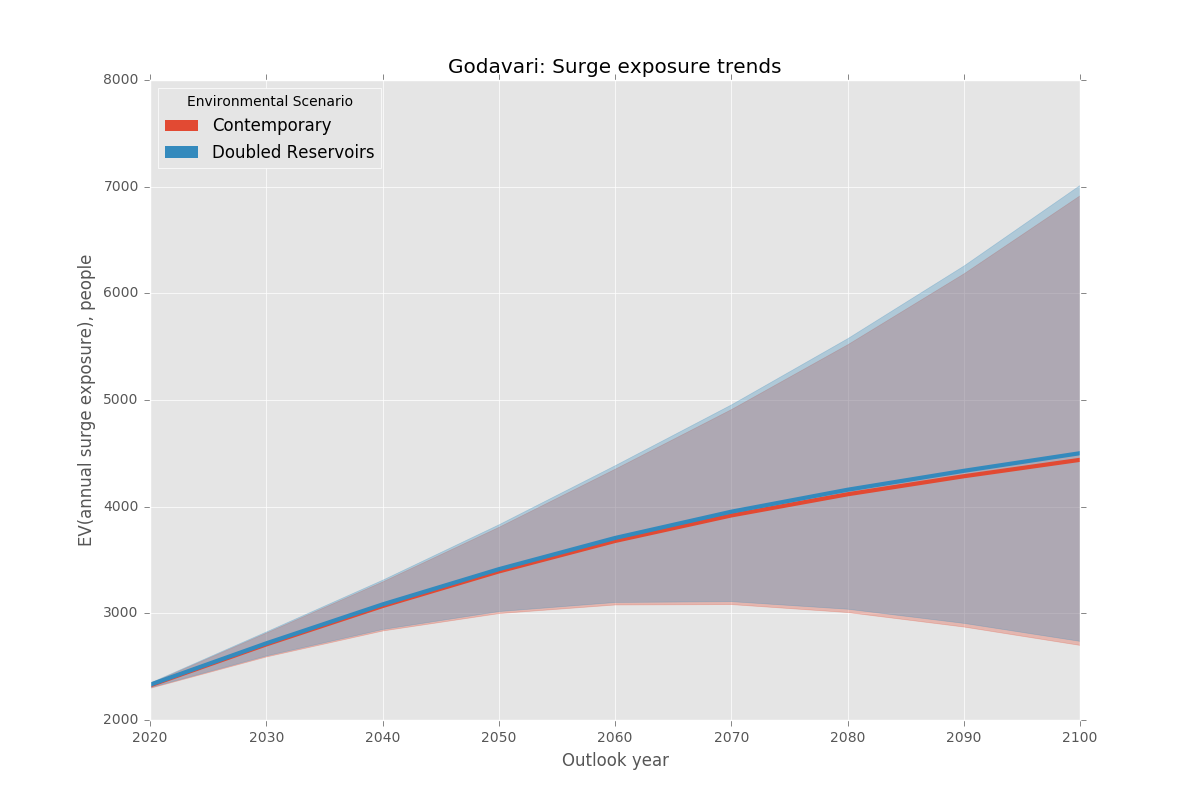 Godavari: Surge exposure trends
8000
7000
6000
5000
4000
3000
2000
EV(annual surge exposure), people
Environmental Scenario
Contemporary
Doubled Reservoirs
2020 2030 2040 2050 2060 2070 2080 2090 2100
Outlook year